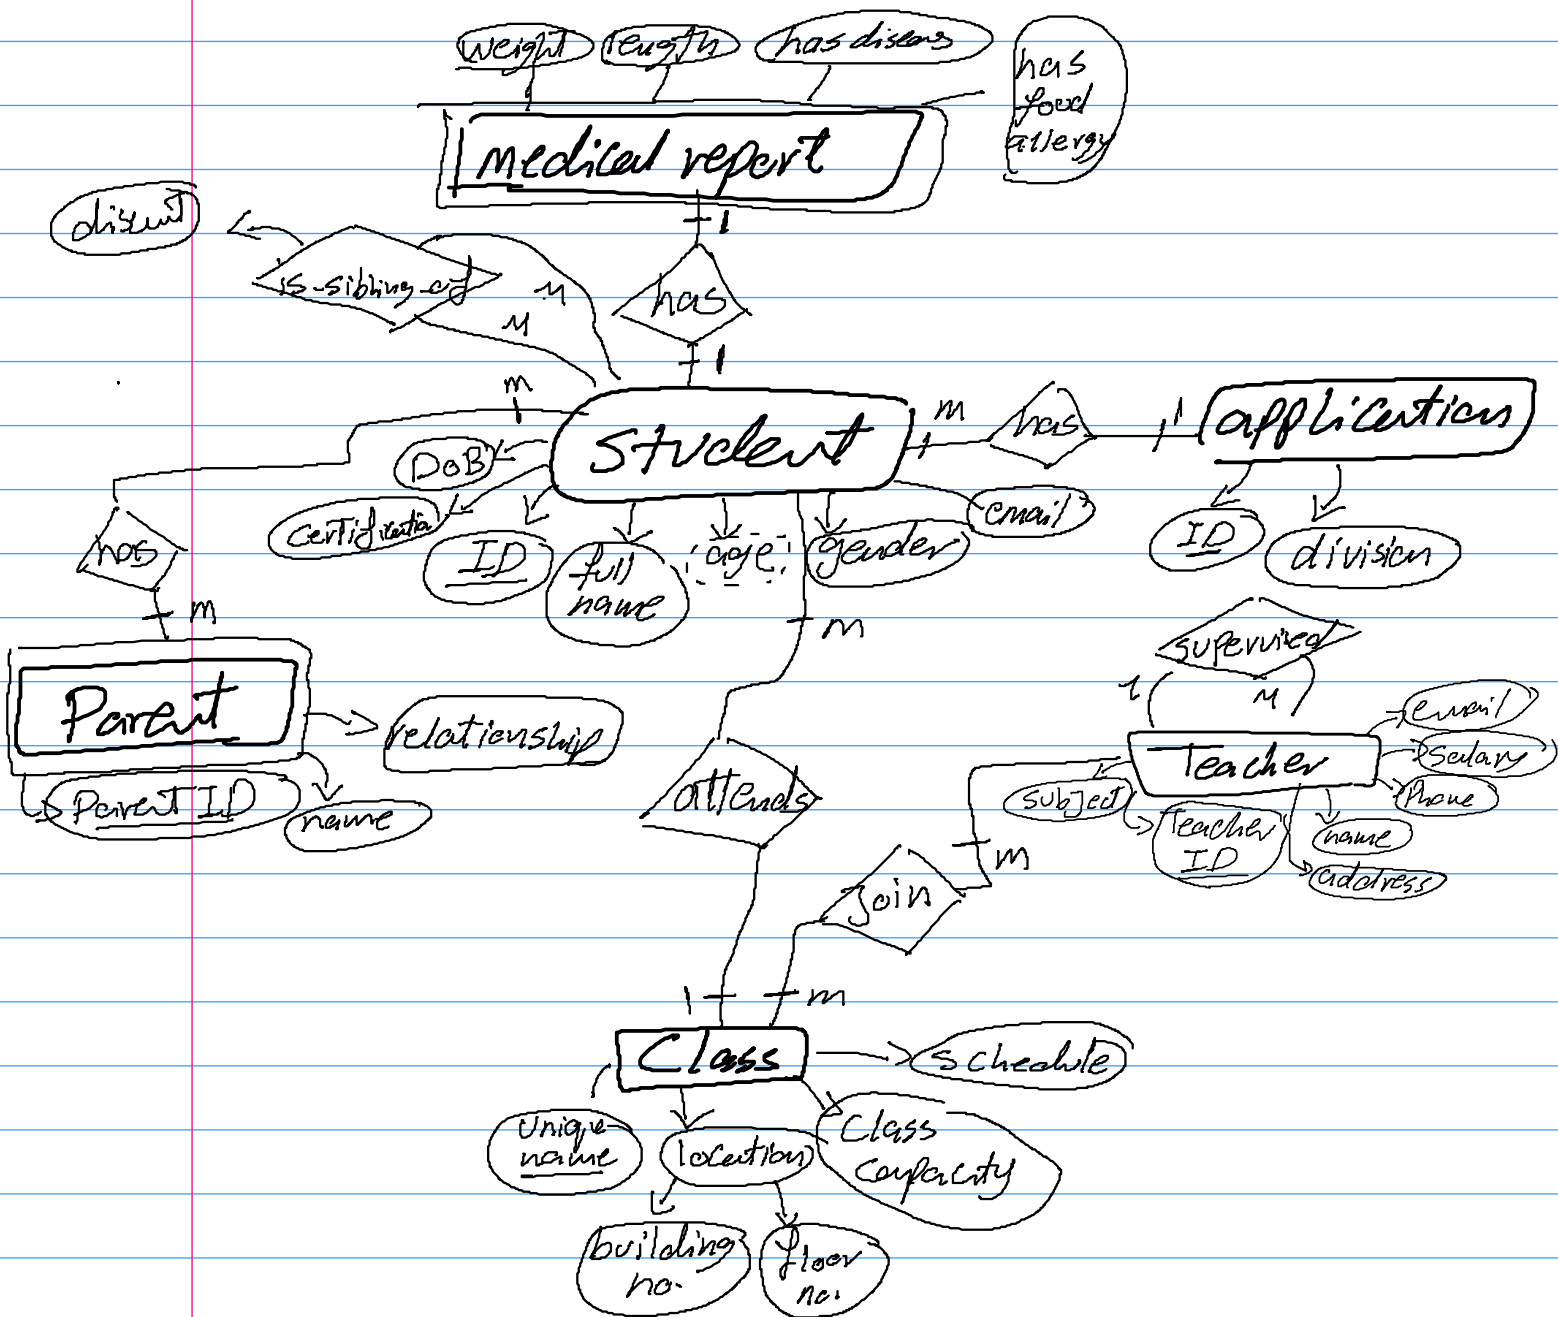 weight
length
has diseas
has
food
allergy
medical report
1
has
1
is-sibling-of
M
M
m
Student
m
has
1
application
DoB
ID
full
name
age
gender
email
ID
division
has
m
Parent
relationship
Parent ID
name
m
attends
supervised
1
M
Teacher
email
salary
Phone
name
address
subject
Teacher
ID
m
Join
1
m
Class
schedule
unique
name
location
Class
capacity
building
no.
floor
no.